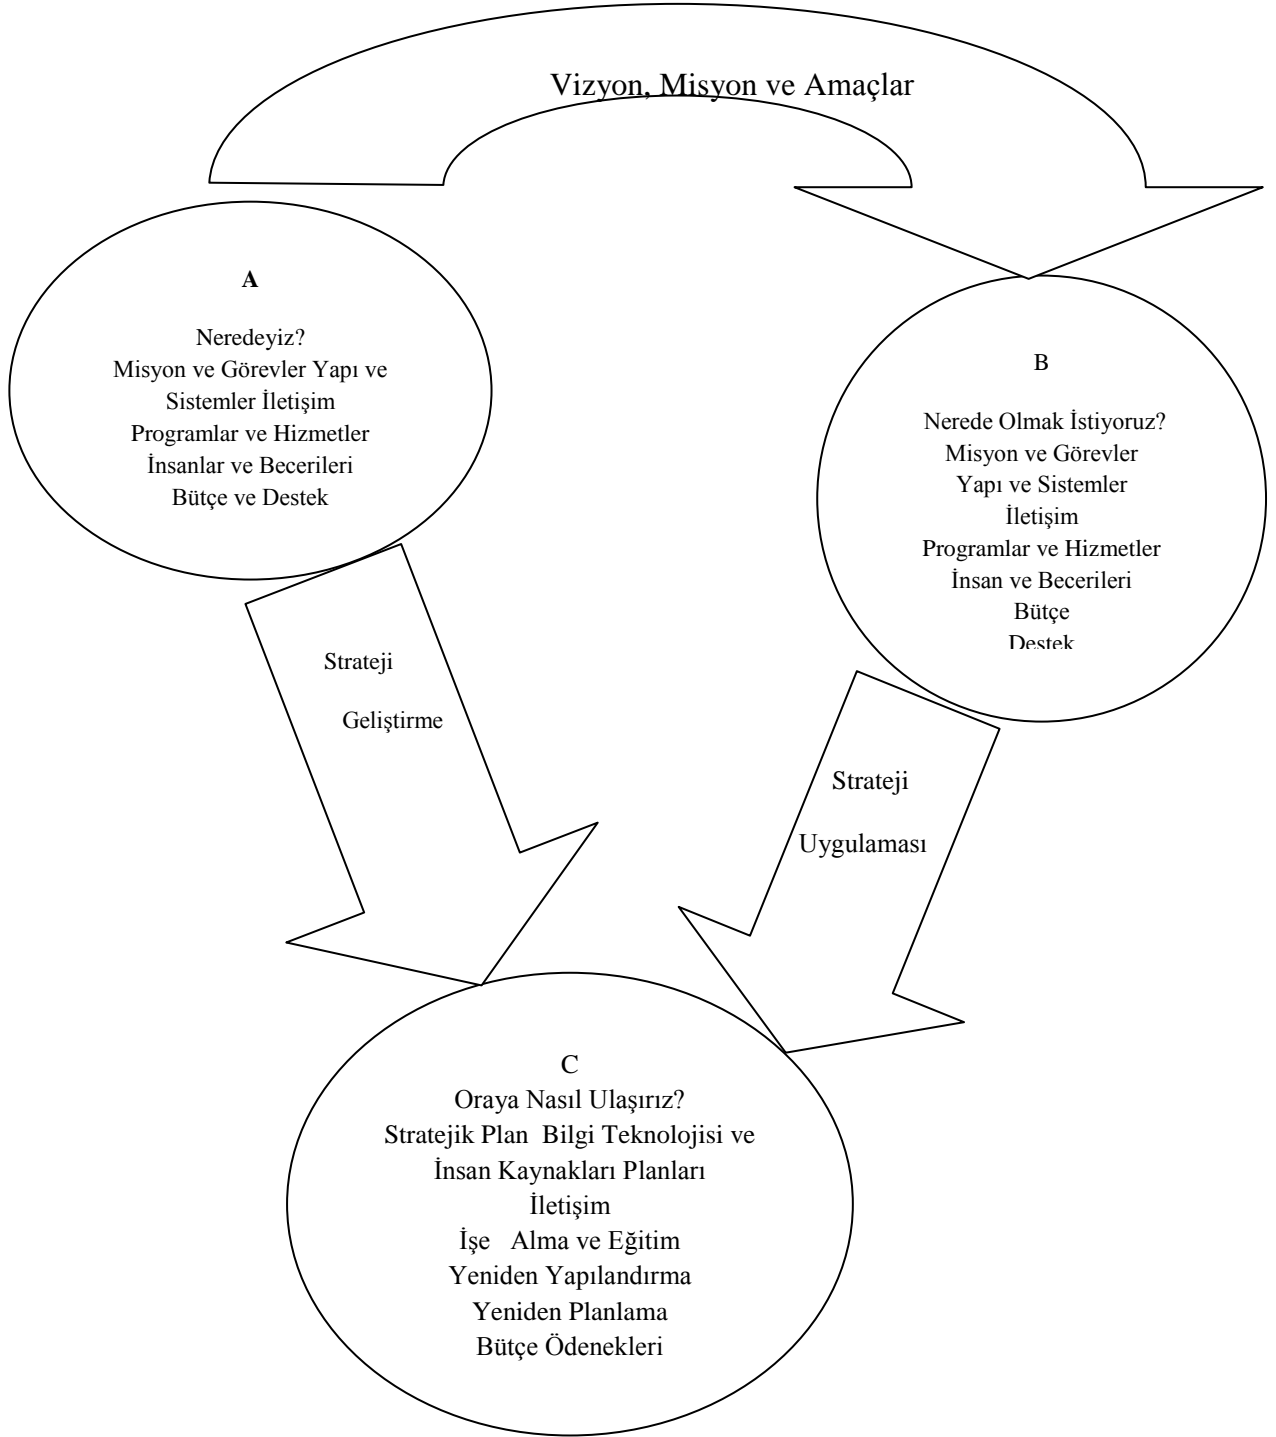 Vizyon, Misyon ve Amaçlar
A
Neredeyiz?
Misyon ve Görevler Yapı ve
Sistemler İletişim
Programlar ve Hizmetler
İnsanlar ve Becerileri
Bütçe ve Destek
B
Nerede Olmak İstiyoruz?
Misyon ve Görevler
Yapı ve Sistemler
İletişim
Programlar ve Hizmetler
İnsan ve Becerileri
Bütçe
Destek
Strateji
Geliştirme
Strateji
Uygulaması
C
Oraya Nasıl Ulaşırız?
Stratejik Plan  Bilgi Teknolojisi ve
İnsan Kaynakları Planları
İletişim
İşe   Alma ve Eğitim
Yeniden Yapılandırma
Yeniden Planlama
Bütçe Ödenekleri